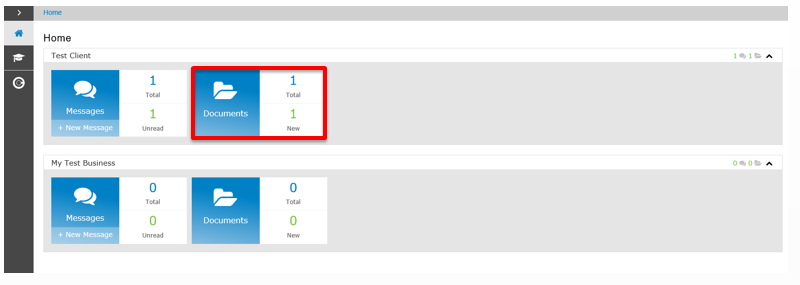 Home
Home
Test Client
1 1
Messages
+ New Message
1
Total
1
Unread
Documents
1
Total
1
New
My Test Business
0 0
Messages
+ New Message
0
Total
0
Unread
Documents
0
Total
0
New